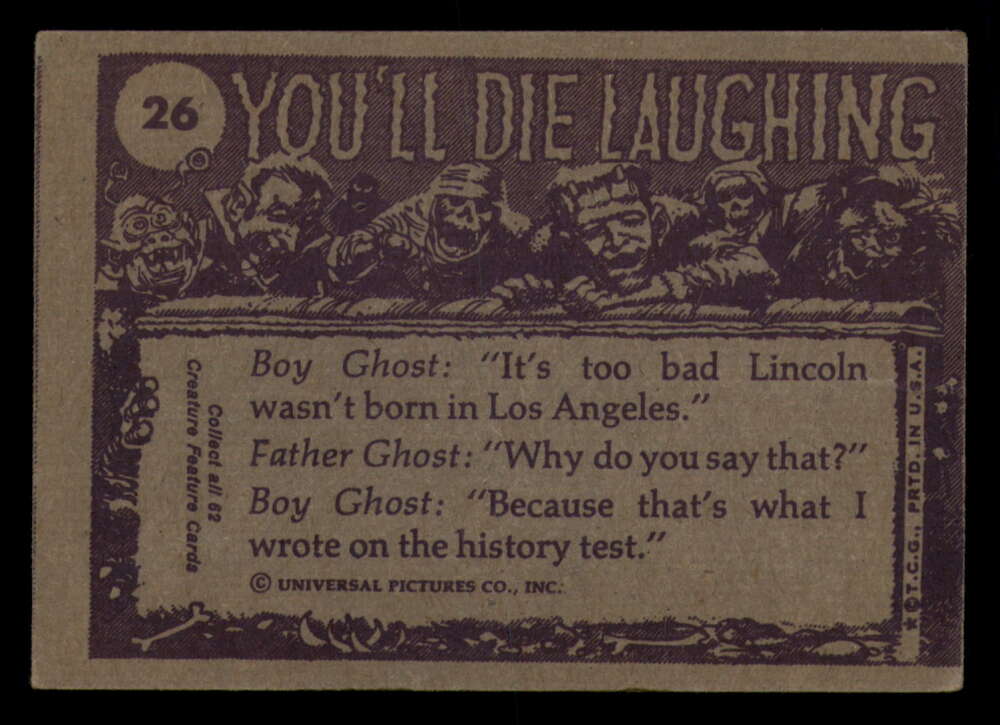 26
YOU'LL DIE LAUGHING
Boy Ghost: "It's too bad Lincoln
wasn't born in Los Angeles."
Father Ghost: "Why do you say that?"
Boy Ghost: "Because that's what I
wrote on the history test."
© UNIVERSAL PICTURES CO., INC.
Collect all 62
Creature Feature Cards
★ © T.C.G., PRTD. IN U.S.A.